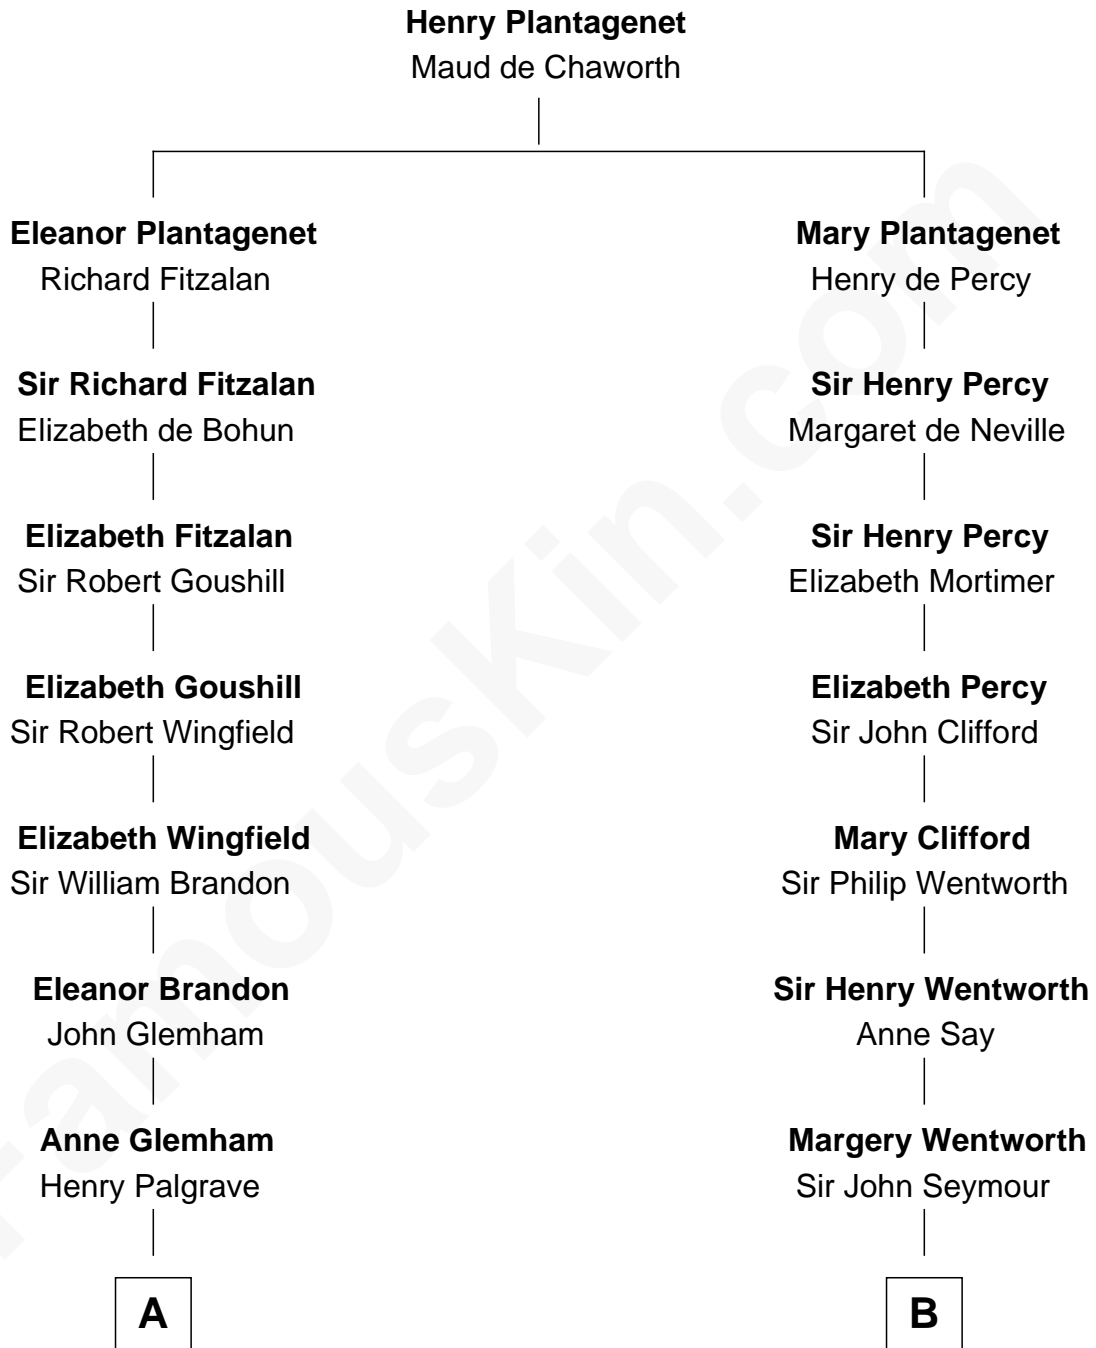 Henry Plantagenet
Maud de Chaworth
Eleanor Plantagenet
Richard Fitzalan
Mary Plantagenet
Henry de Percy
Sir Richard Fitzalan
Elizabeth de Bohun
Sir Henry Percy
Margaret de Neville
Elizabeth Fitzalan
Sir Robert Goushill
Sir Henry Percy
Elizabeth Mortimer
Elizabeth Goushill
Sir Robert Wingfield
Elizabeth Percy
Sir John Clifford
Elizabeth Wingfield
Sir William Brandon
Mary Clifford
Sir Philip Wentworth
Eleanor Brandon
John Glemham
Sir Henry Wentworth
Anne Say
Anne Glemham
Henry Palgrave
Margery Wentworth
Sir John Seymour
A
B
FamousKin.com